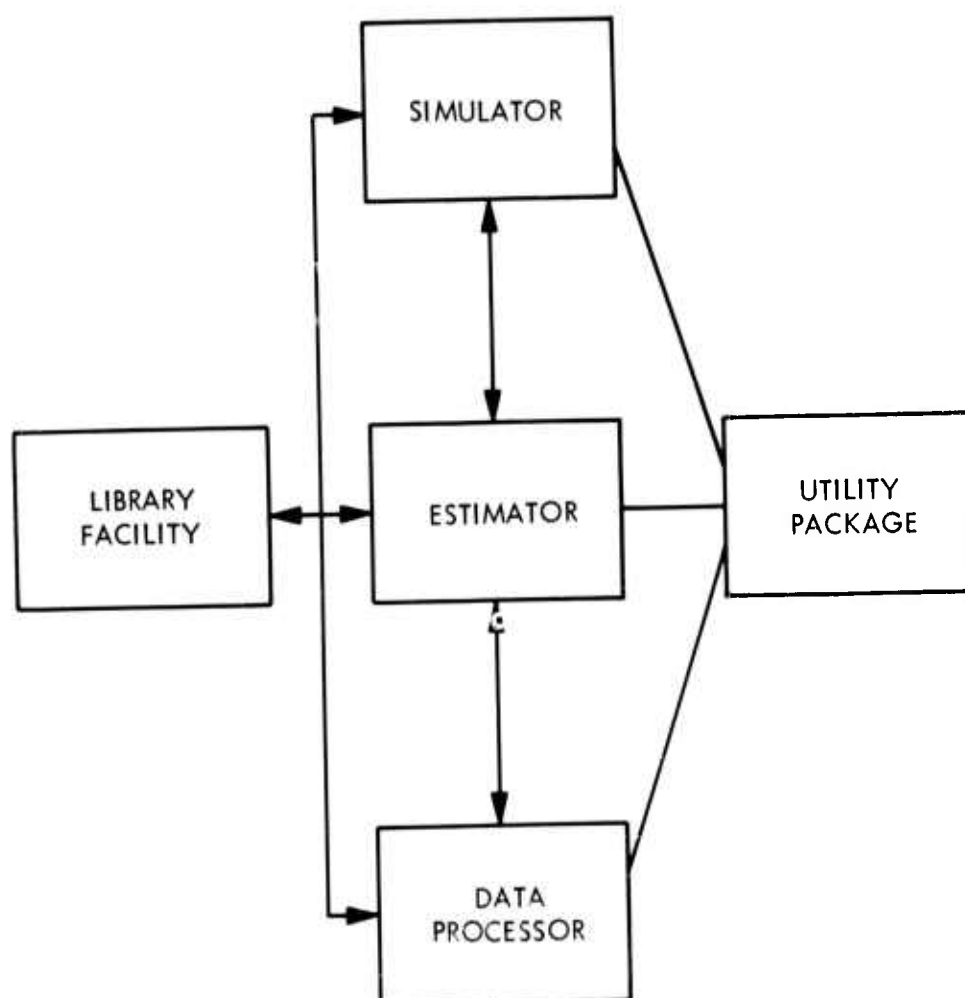 SIMULATOR
LIBRARY
FACILITY
ESTIMATOR
UTILITY
PACKAGE
DATA
PROCESSOR